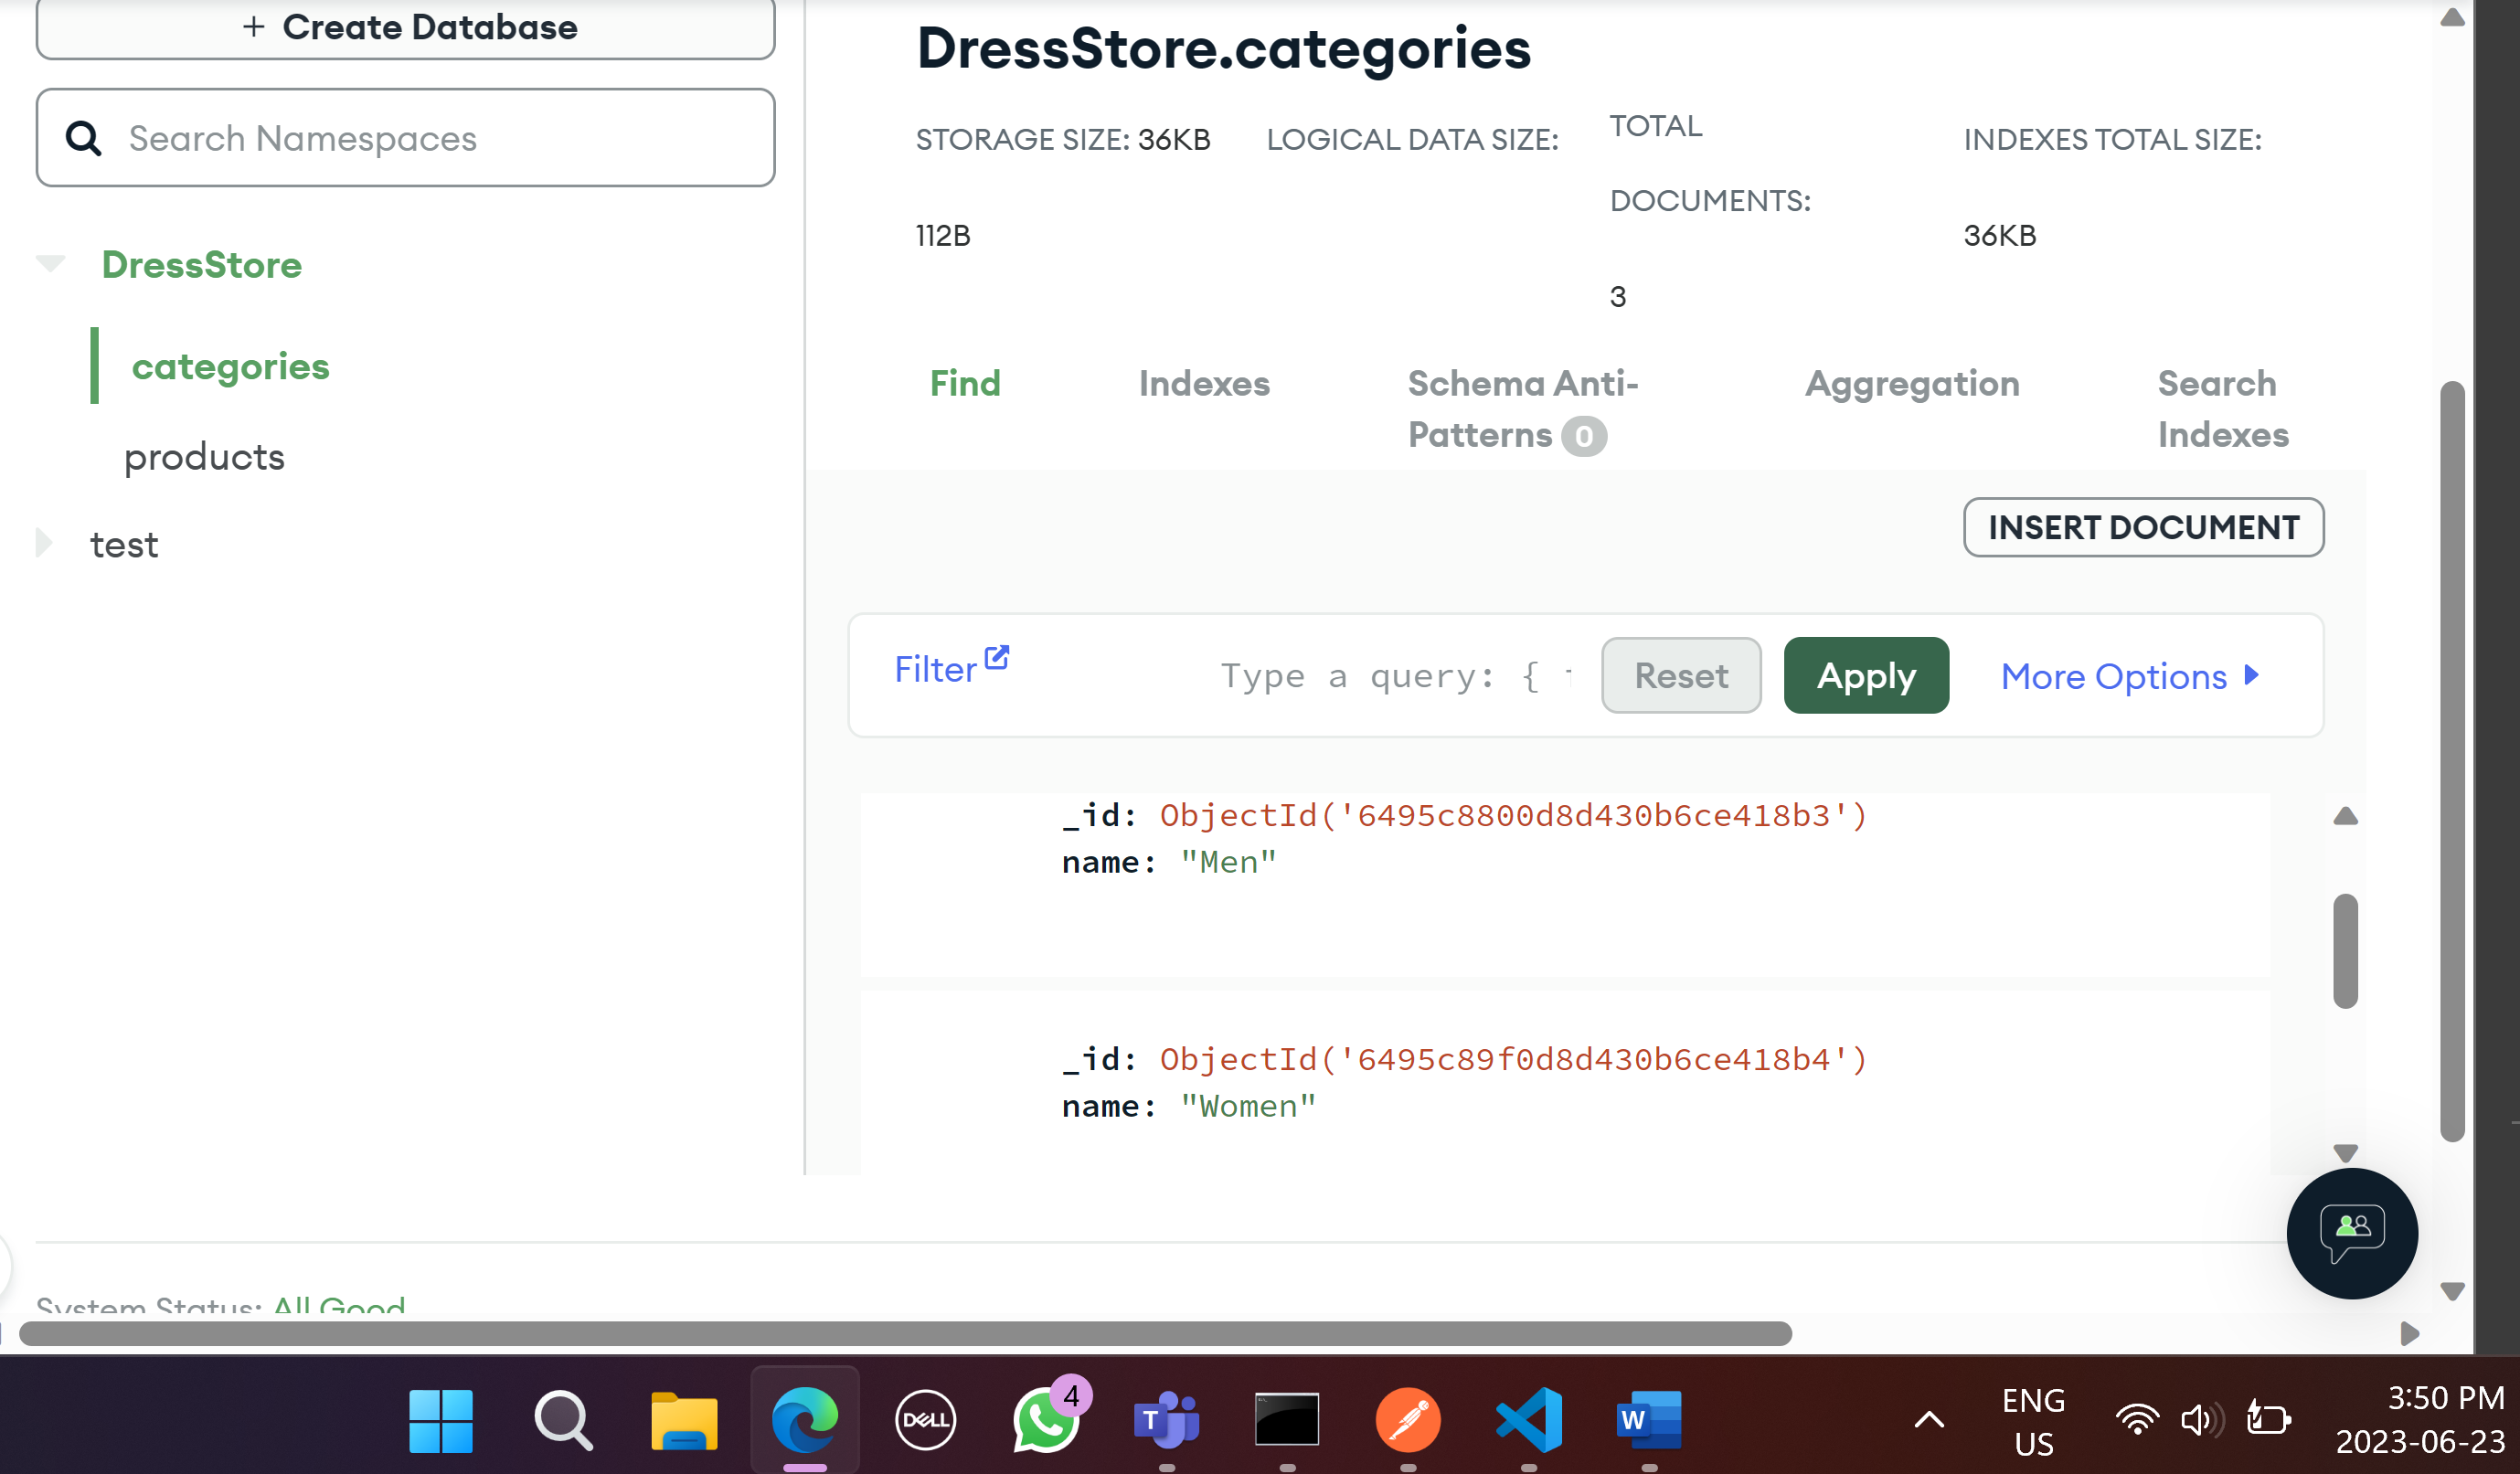 + Create Database
Search Namespaces
DressStore
categories
products
test
System Status: All Good
DressStore.categories
STORAGE SIZE: 36KB
LOGICAL DATA SIZE:
112B
TOTAL
DOCUMENTS:
3
INDEXES TOTAL SIZE:
36KB
Find
Indexes
Schema Anti-
Patterns 0
Aggregation
Search
Indexes
INSERT DOCUMENT
Filter
Type a query: {
Reset
Apply
More Options
_id: ObjectId('6495c8800d8d430b6ce418b3')
name: "Men"
_id: ObjectId('6495c89f0d8d430b6ce418b4')
name: "Women"
DELL
4
T
W
ENG
US
3:50 PM
2023-06-23